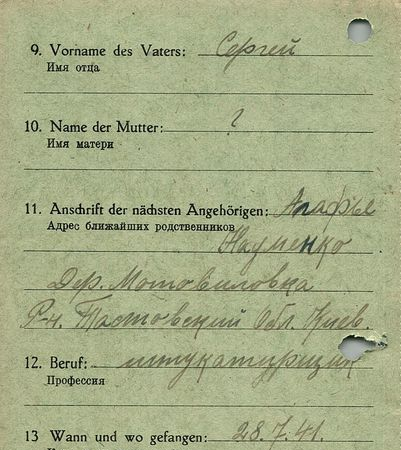 9. Vorname des Vaters: Сергей
Имя отца
10. Name der Mutter: ?
Имя матери
11. Anschrift der nächsten Angehörigen: Агафье
Адрес ближайших родственников
Науменко
Дер. Мотовиловка
Р-н. Тастовский Обл. Киев.
12. Beruf: штукатурщик
Профессия
13 Wann und wo gefangen: 28.7.41.